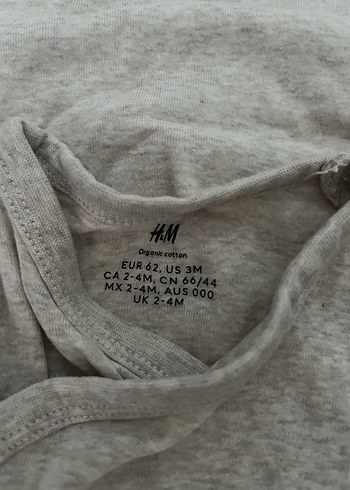 H&M
Organic cotton
EUR 62, US 3M
CA 2-4M, CN 66/44
MX 2-4M, AUS 000
UK 2-4M